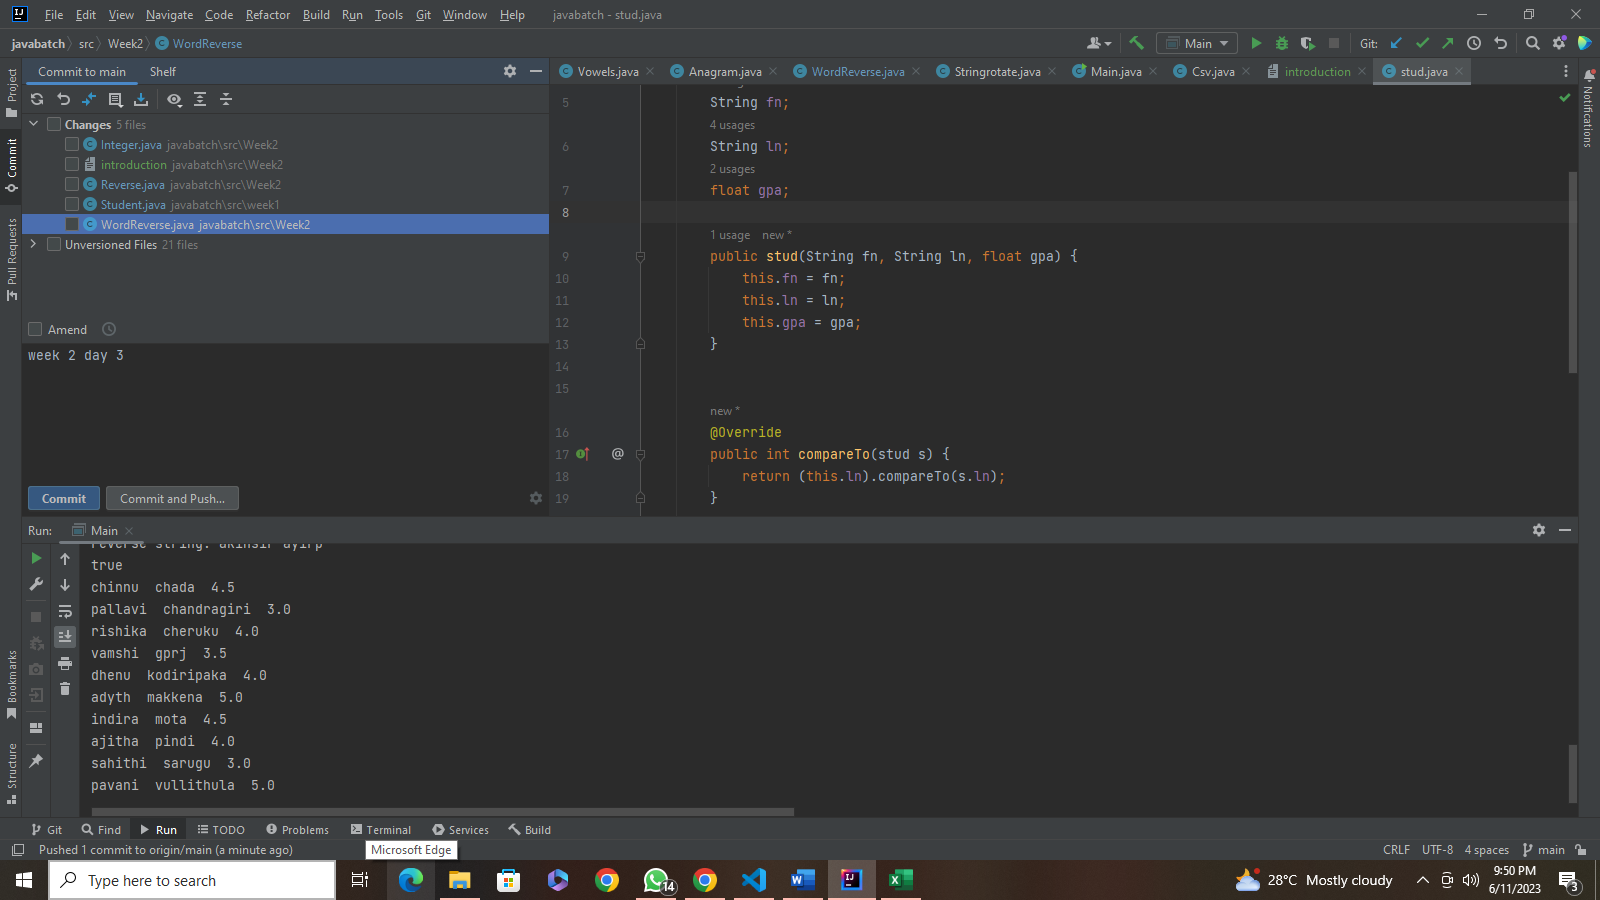 File Edit View Navigate Code Refactor Build Run Tools Git Window Help javabatch - stud.java
javabatch src Week2 WordReverse
Main Git:
Commit to main Shelf
Vowels.java Anagram.java WordReverse.java Stringrotate.java Main.java Csv.java introduction stud.java
Project
Commit
Pull Requests
Bookmarks
Structure
Notifications
Changes 5 files
Integer.java javabatch\src\Week2
introduction javabatch\src\Week2
Reverse.java javabatch\src\Week2
Student.java javabatch\src\week1
WordReverse.java javabatch\src\Week2
Unversioned Files 21 files
Amend
week 2 day 3
Commit Commit and Push...
5 String fn;
4 usages
6 String ln;
2 usages
7 float gpa;
8
1 usage new *
9 public stud(String fn, String ln, float gpa) {
10 this.fn = fn;
11 this.ln = ln;
12 this.gpa = gpa;
13 }
14
15
new *
16 @Override
17 @ public int compareTo(stud s) {
18 return (this.ln).compareTo(s.ln);
19 }
Run: Main
reverse string: akihsir ayirp
true
chinnu chada 4.5
pallavi chandragiri 3.0
rishika cheruku 4.0
vamshi gprj 3.5
dhenu kodiripaka 4.0
adyth makkena 5.0
indira mota 4.5
ajitha pindi 4.0
sahithi sarugu 3.0
pavani vullithula 5.0
Git Find Run TODO Problems Terminal Services Build
Pushed 1 commit to origin/main (a minute ago)
Microsoft Edge
CRLF UTF-8 4 spaces main
Type here to search
14
28°C Mostly cloudy
9:50 PM
6/11/2023
3